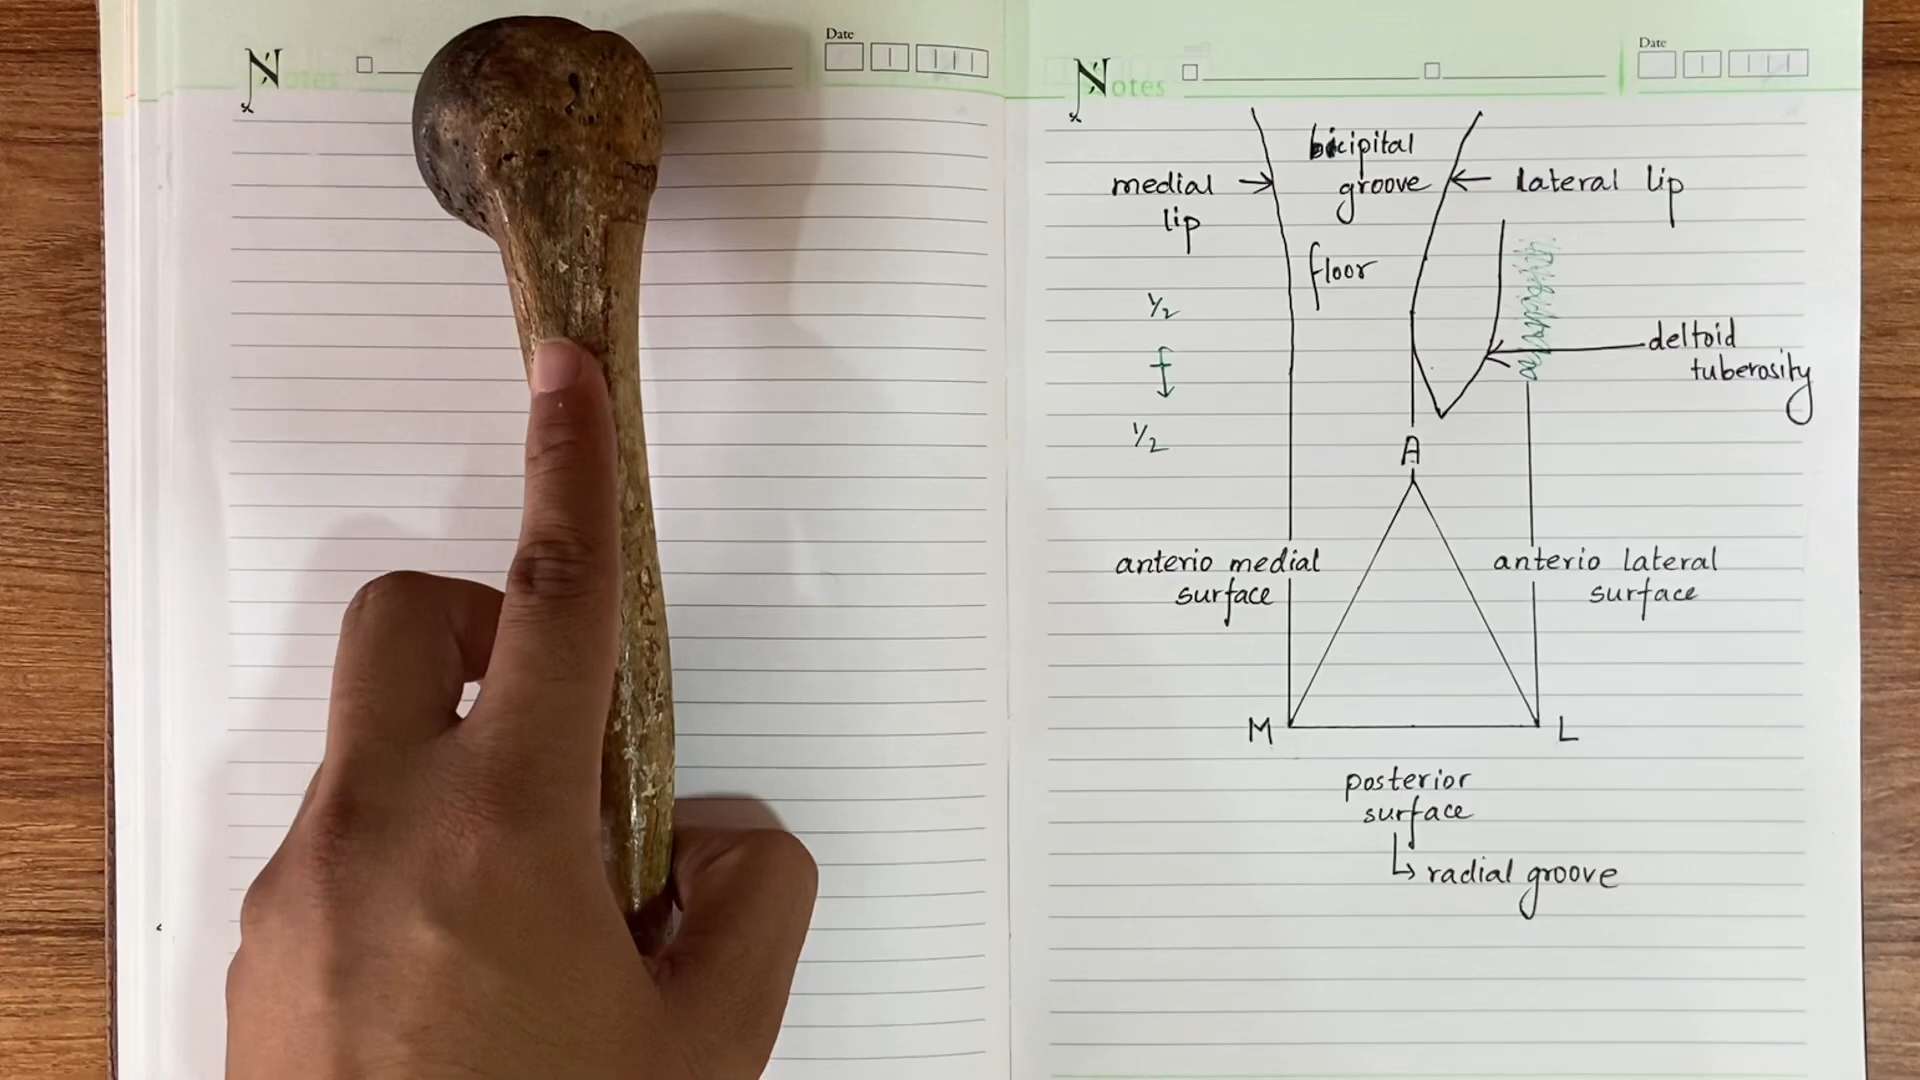 Notes
Date
Notes
Date
bicipital
groove
medial
lip
lateral lip
floor
1/2
deltoid
tuberosity
1/2
A
anterio medial
surface
anterio lateral
surface
M
L
posterior
surface
radial groove